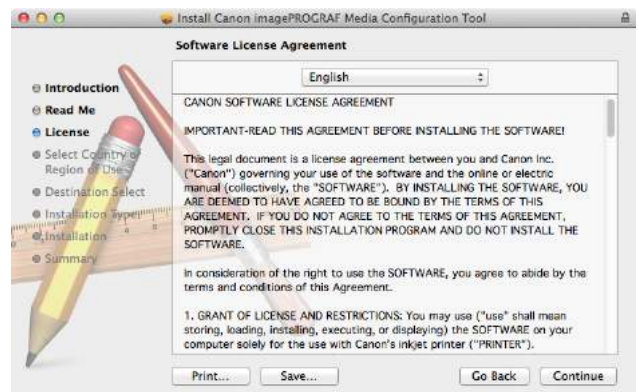 Install Canon imagePROGRAF Media Configuration Tool
Software License Agreement
English
Introduction
Read Me
License
Select Country or
Region of Use
Destination Select
Installation Type
Installation
Summary
CANON SOFTWARE LICENSE AGREEMENT
IMPORTANT-READ THIS AGREEMENT BEFORE INSTALLING THE SOFTWARE!
This legal document is a license agreement between you and Canon Inc.
("Canon") governing your use of the software and the online or electric
manual (collectively, the "SOFTWARE").  BY INSTALLING THE SOFTWARE, YOU
ARE DEEMED TO HAVE AGREED TO BE BOUND BY THE TERMS OF THIS
AGREEMENT.  IF YOU DO NOT AGREE TO THE TERMS OF THIS AGREEMENT,
PROMPTLY CLOSE THIS INSTALLATION PROGRAM AND DO NOT INSTALL THE
SOFTWARE.
In consideration of the right to use the SOFTWARE, you agree to abide by the
terms and conditions of this Agreement.
1. GRANT OF LICENSE AND RESTRICTIONS: You may use ("use" shall mean
storing, loading, installing, executing, or displaying) the SOFTWARE on your
computer solely for the use with Canon's inkjet printer ("PRINTER").
Print... Save... Go Back Continue